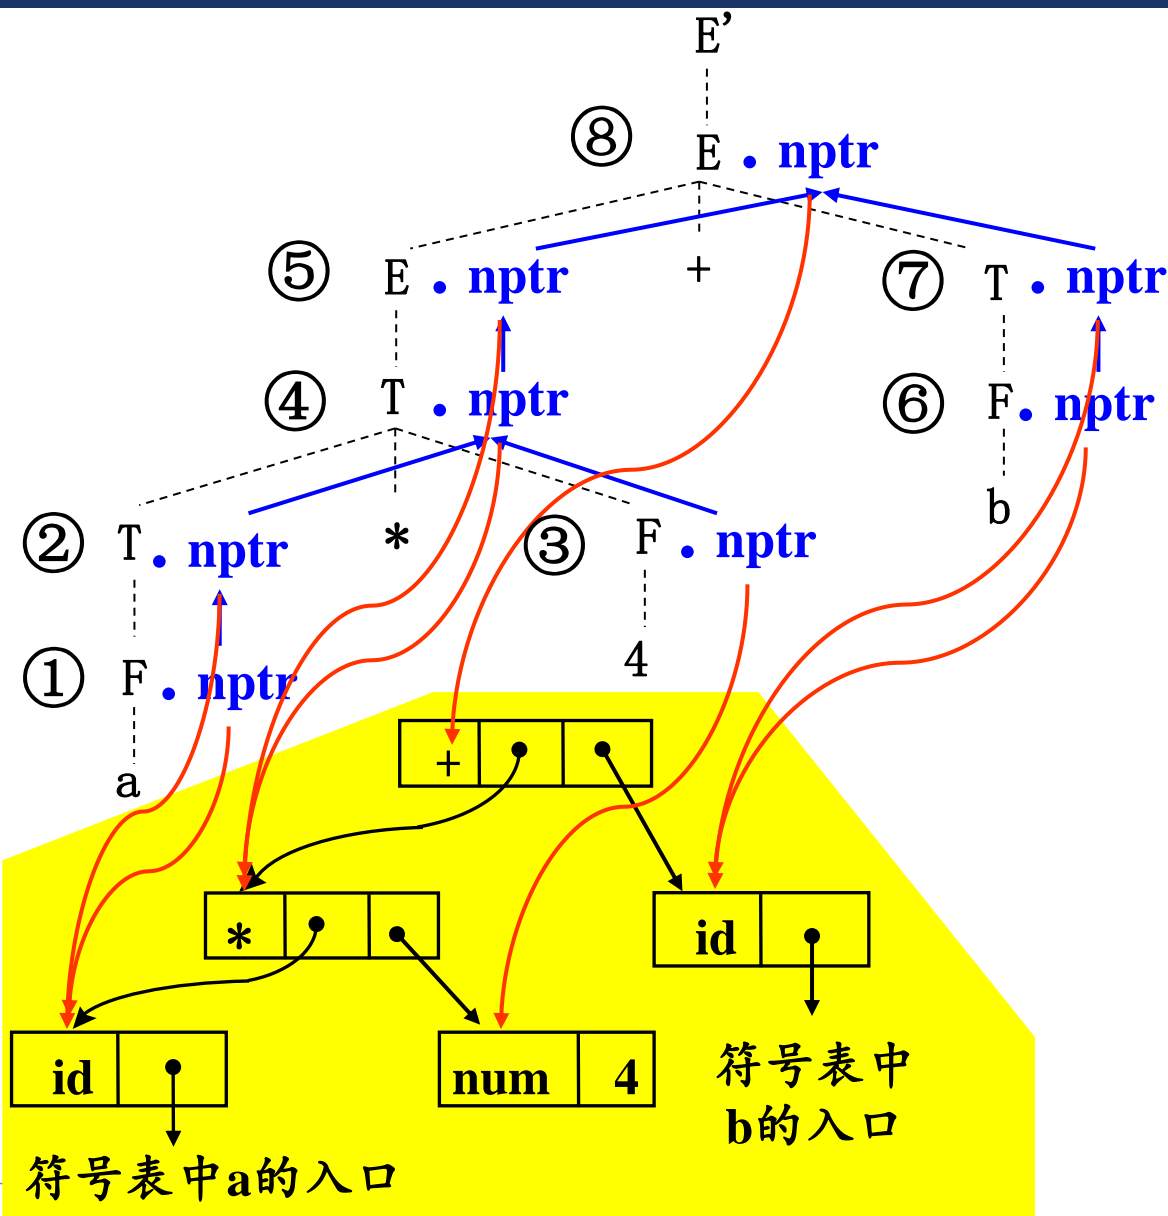 E'
⑧ E . nptr
⑤ E . nptr + ⑦ T . nptr
④ T . nptr ⑥ F . nptr
② T . nptr * ③ F . nptr b
① F . nptr 4
a
+
* id
id num 4 符号表中
b的入口
符号表中a的入口